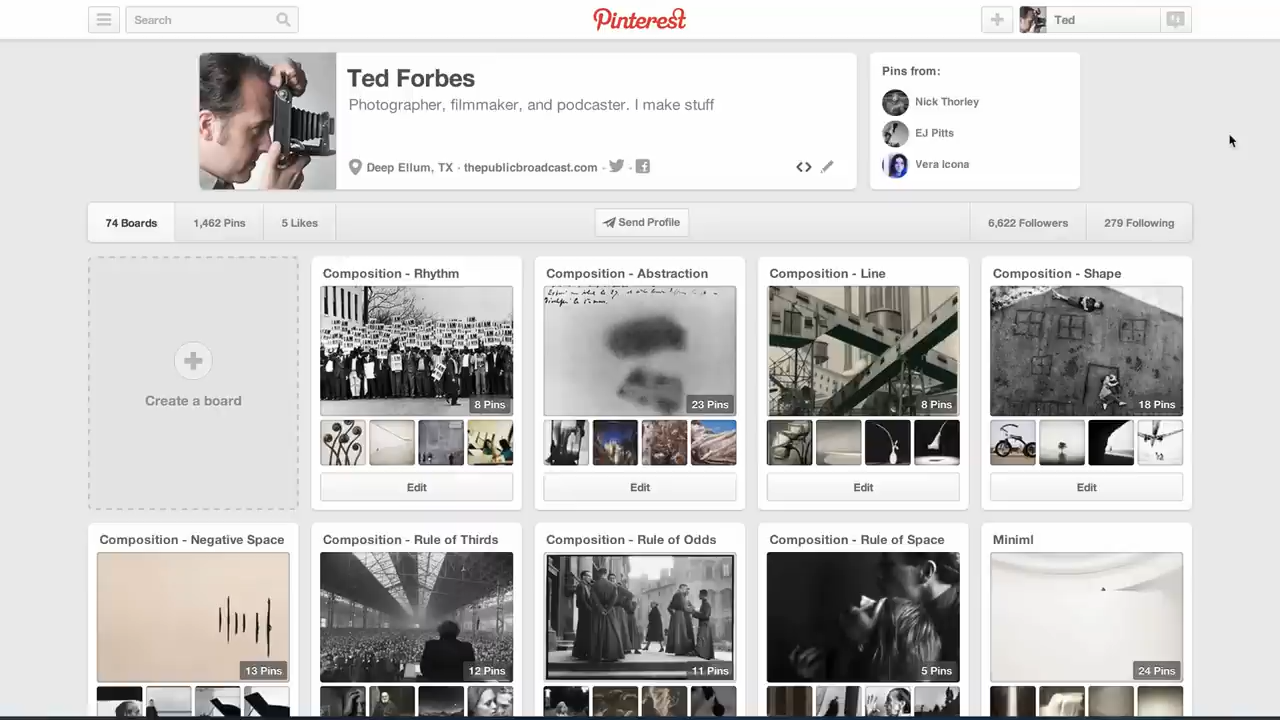 Search
Pinterest
Ted
Ted Forbes
Photographer, filmmaker, and podcaster. I make stuff
Deep Ellum, TX · thepublicbroadcast.com
Pins from:
Nick Thorley
EJ Pitts
Vera Icona
74 Boards
1,462 Pins
5 Likes
Send Profile
6,622 Followers
279 Following
Create a board
Composition - Rhythm
8 Pins
Edit
Composition - Abstraction
23 Pins
Edit
Composition - Line
8 Pins
Edit
Composition - Shape
18 Pins
Edit
Composition - Negative Space
13 Pins
Composition - Rule of Thirds
12 Pins
Composition - Rule of Odds
11 Pins
Composition - Rule of Space
5 Pins
Miniml
24 Pins